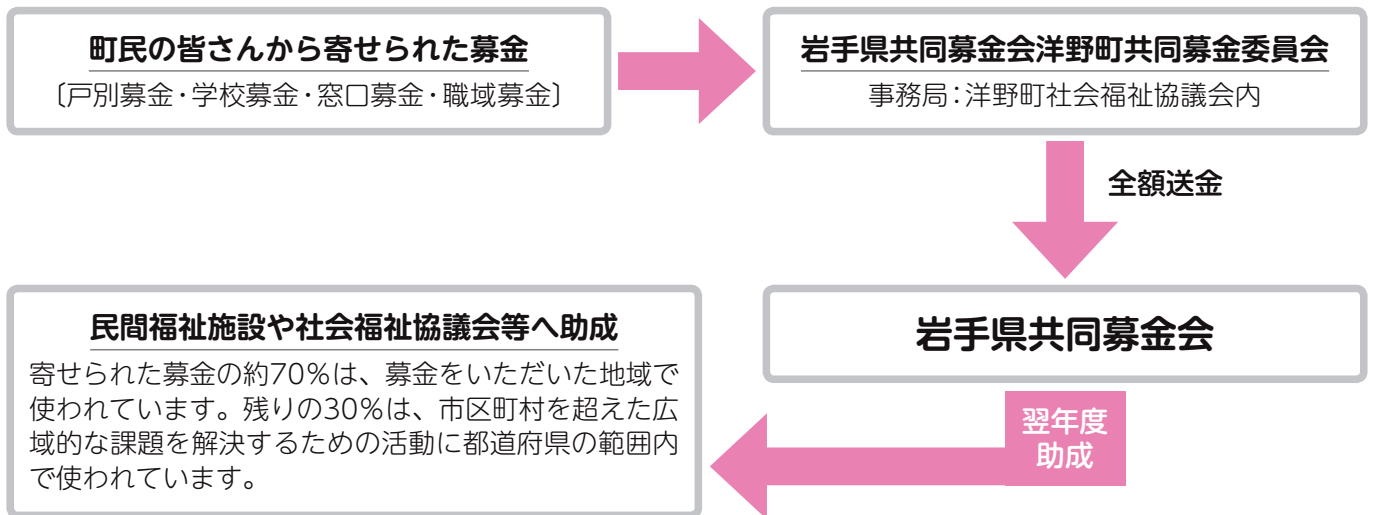 町民の皆さんから寄せられた募金
〔戸別募金・学校募金・窓口募金・職域募金〕
岩手県共同募金会洋野町共同募金委員会
事務局：洋野町社会福祉協議会内
全額送金
岩手県共同募金会
翌年度
助成
民間福祉施設や社会福祉協議会等へ助成
寄せられた募金の約70％は、募金をいただいた地域で
使われています。残りの30％は、市区町村を超えた広
域的な課題を解決するための活動に都道府県の範囲内
で使われています。